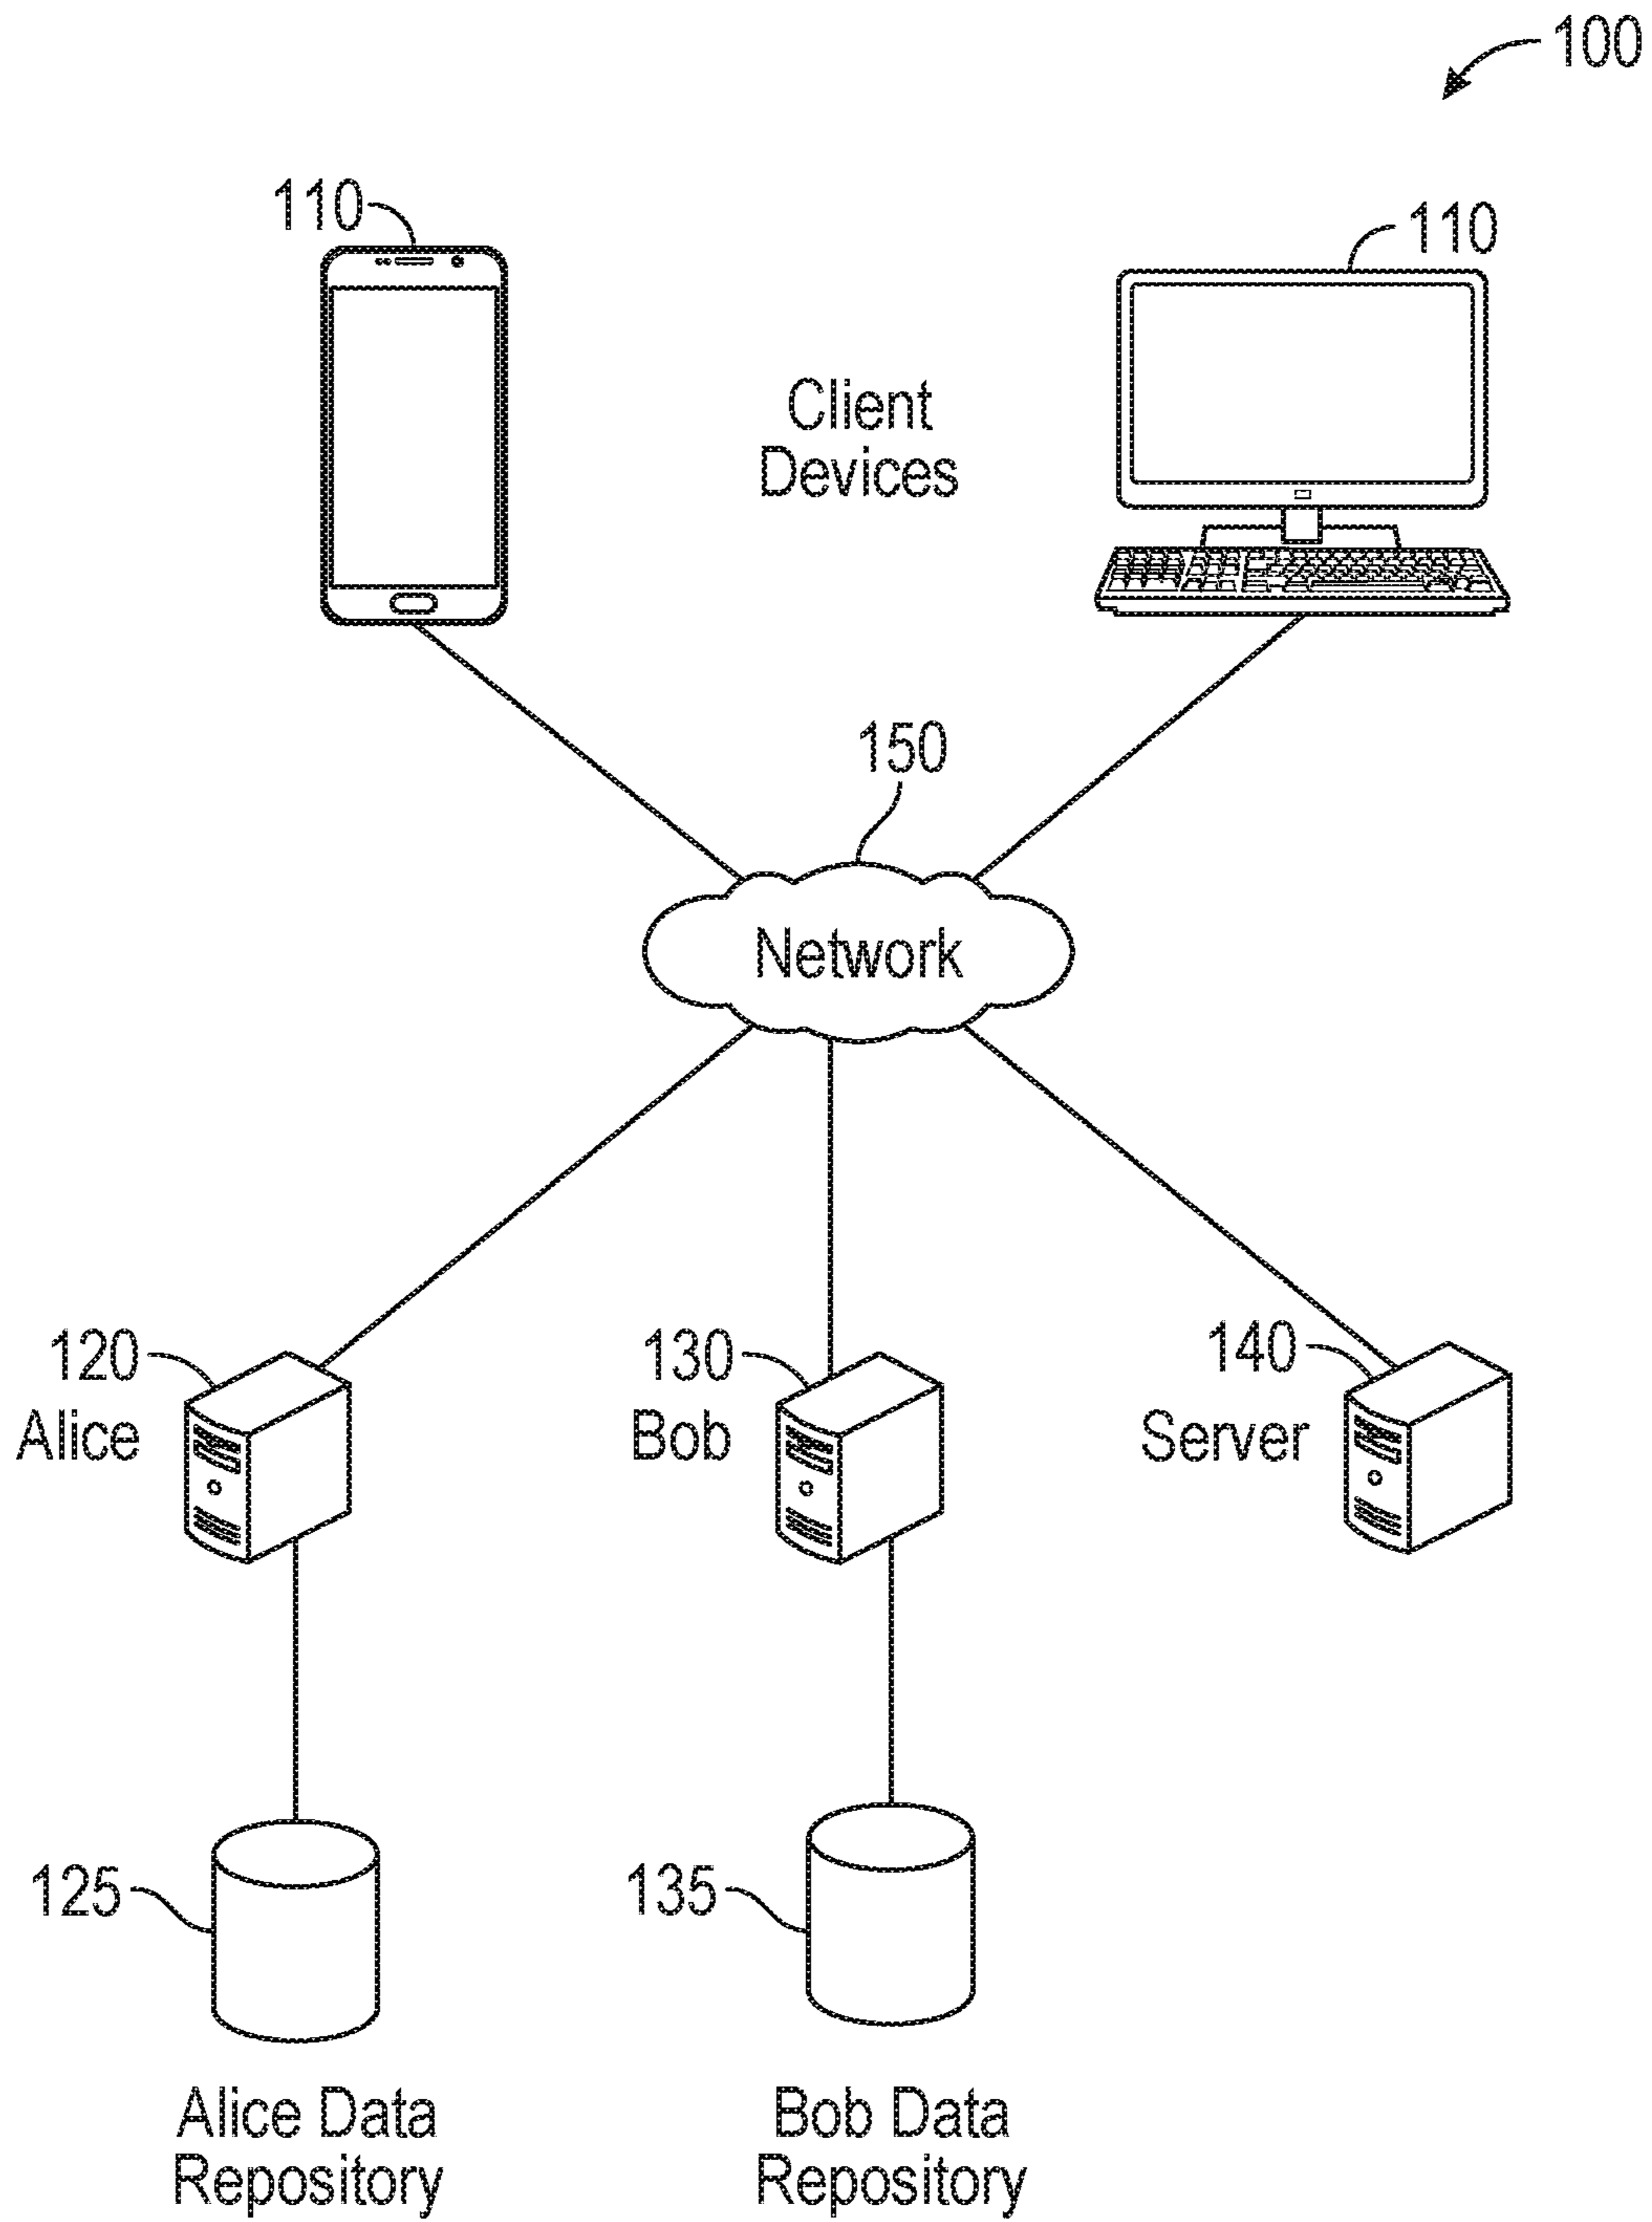 100
110
110
Client
Devices
150
Network
120
Alice
130
Bob
140
Server
125
135
Alice Data
Repository
Bob Data
Repository